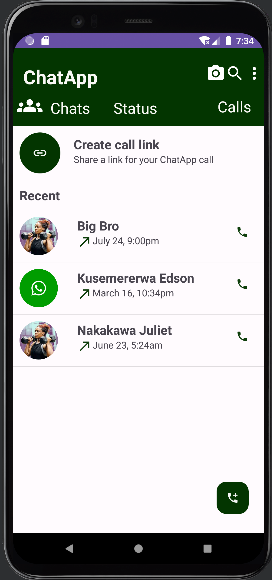 7:34
ChatApp
Chats Status Calls
Create call link
Share a link for your ChatApp call
Recent
Big Bro
July 24, 9:00pm
Kusemererwa Edson
March 16, 10:34pm
Nakakawa Juliet
June 23, 5:24am